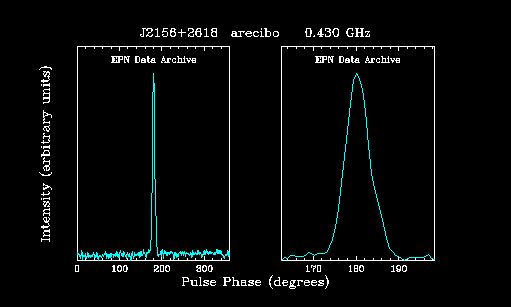 J2156+2618 arecibo 0.430 GHz
EPN Data Archive EPN Data Archive
Intensity (arbitrary units)
0 100 200 300 170 180 190
Pulse Phase (degrees)